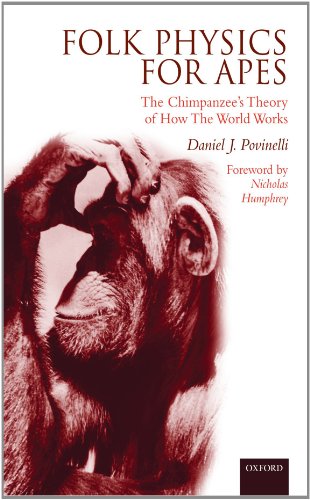 FOLK PHYSICS
FOR APES
The Chimpanzee's Theory
of How The World Works
Daniel J. Povinelli
Foreword by
Nicholas
Humphrey
OXFORD